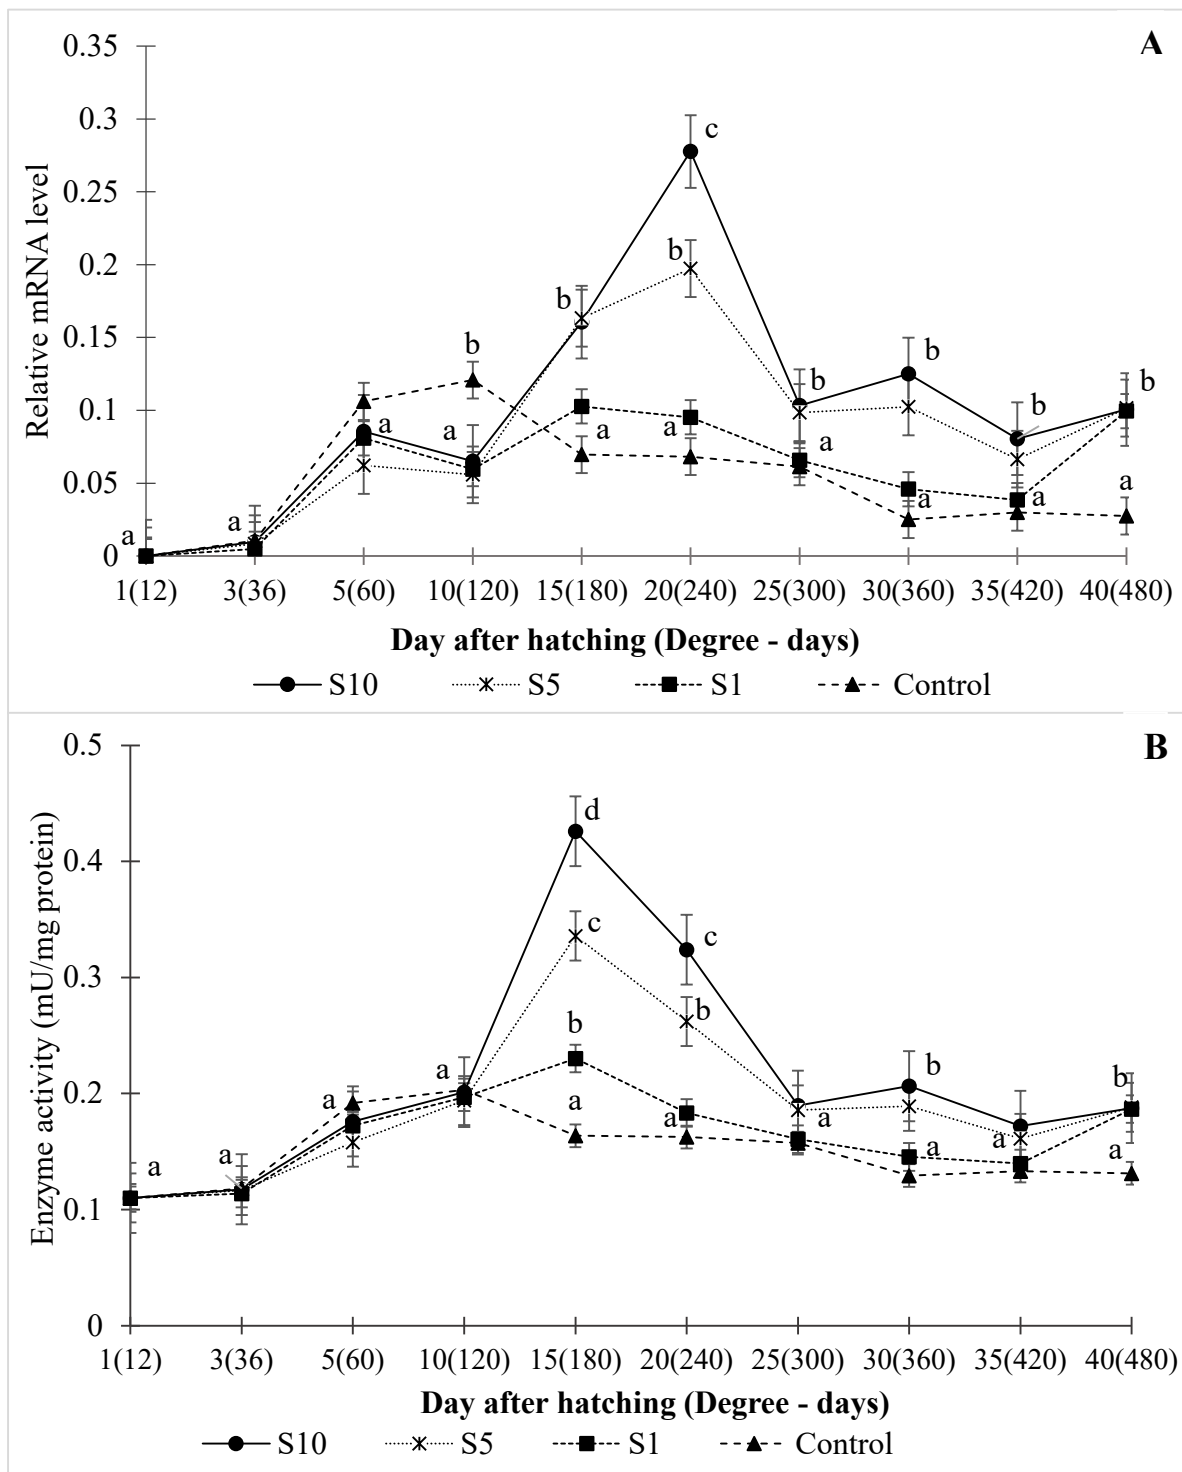 A
0.35
0.3
0.25
0.2
0.15
0.1
0.05
0
Relative mRNA level
a
a
a
a
b
b
a
b
a
c
b
a
b
a
b
a
b
a
b
a
1(12) 3(36) 5(60) 10(120) 15(180) 20(240) 25(300) 30(360) 35(420) 40(480)
Day after hatching (Degree - days)
S10 S5 S1 Control
B
0.5
0.4
0.3
0.2
0.1
0
Enzyme activity (mU/mg protein)
a
a
a
a
d
c
b
a
c
b
a
a
b
a
a
b
a
1(12) 3(36) 5(60) 10(120) 15(180) 20(240) 25(300) 30(360) 35(420) 40(480)
Day after hatching (Degree - days)
S10 S5 S1 Control